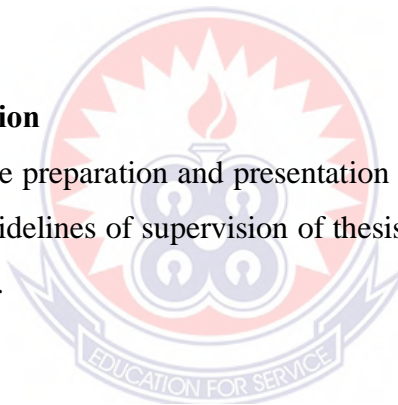 ion
e preparation and presentation
idelines of supervision of thesis
.
EDUCATION FOR SERVICE